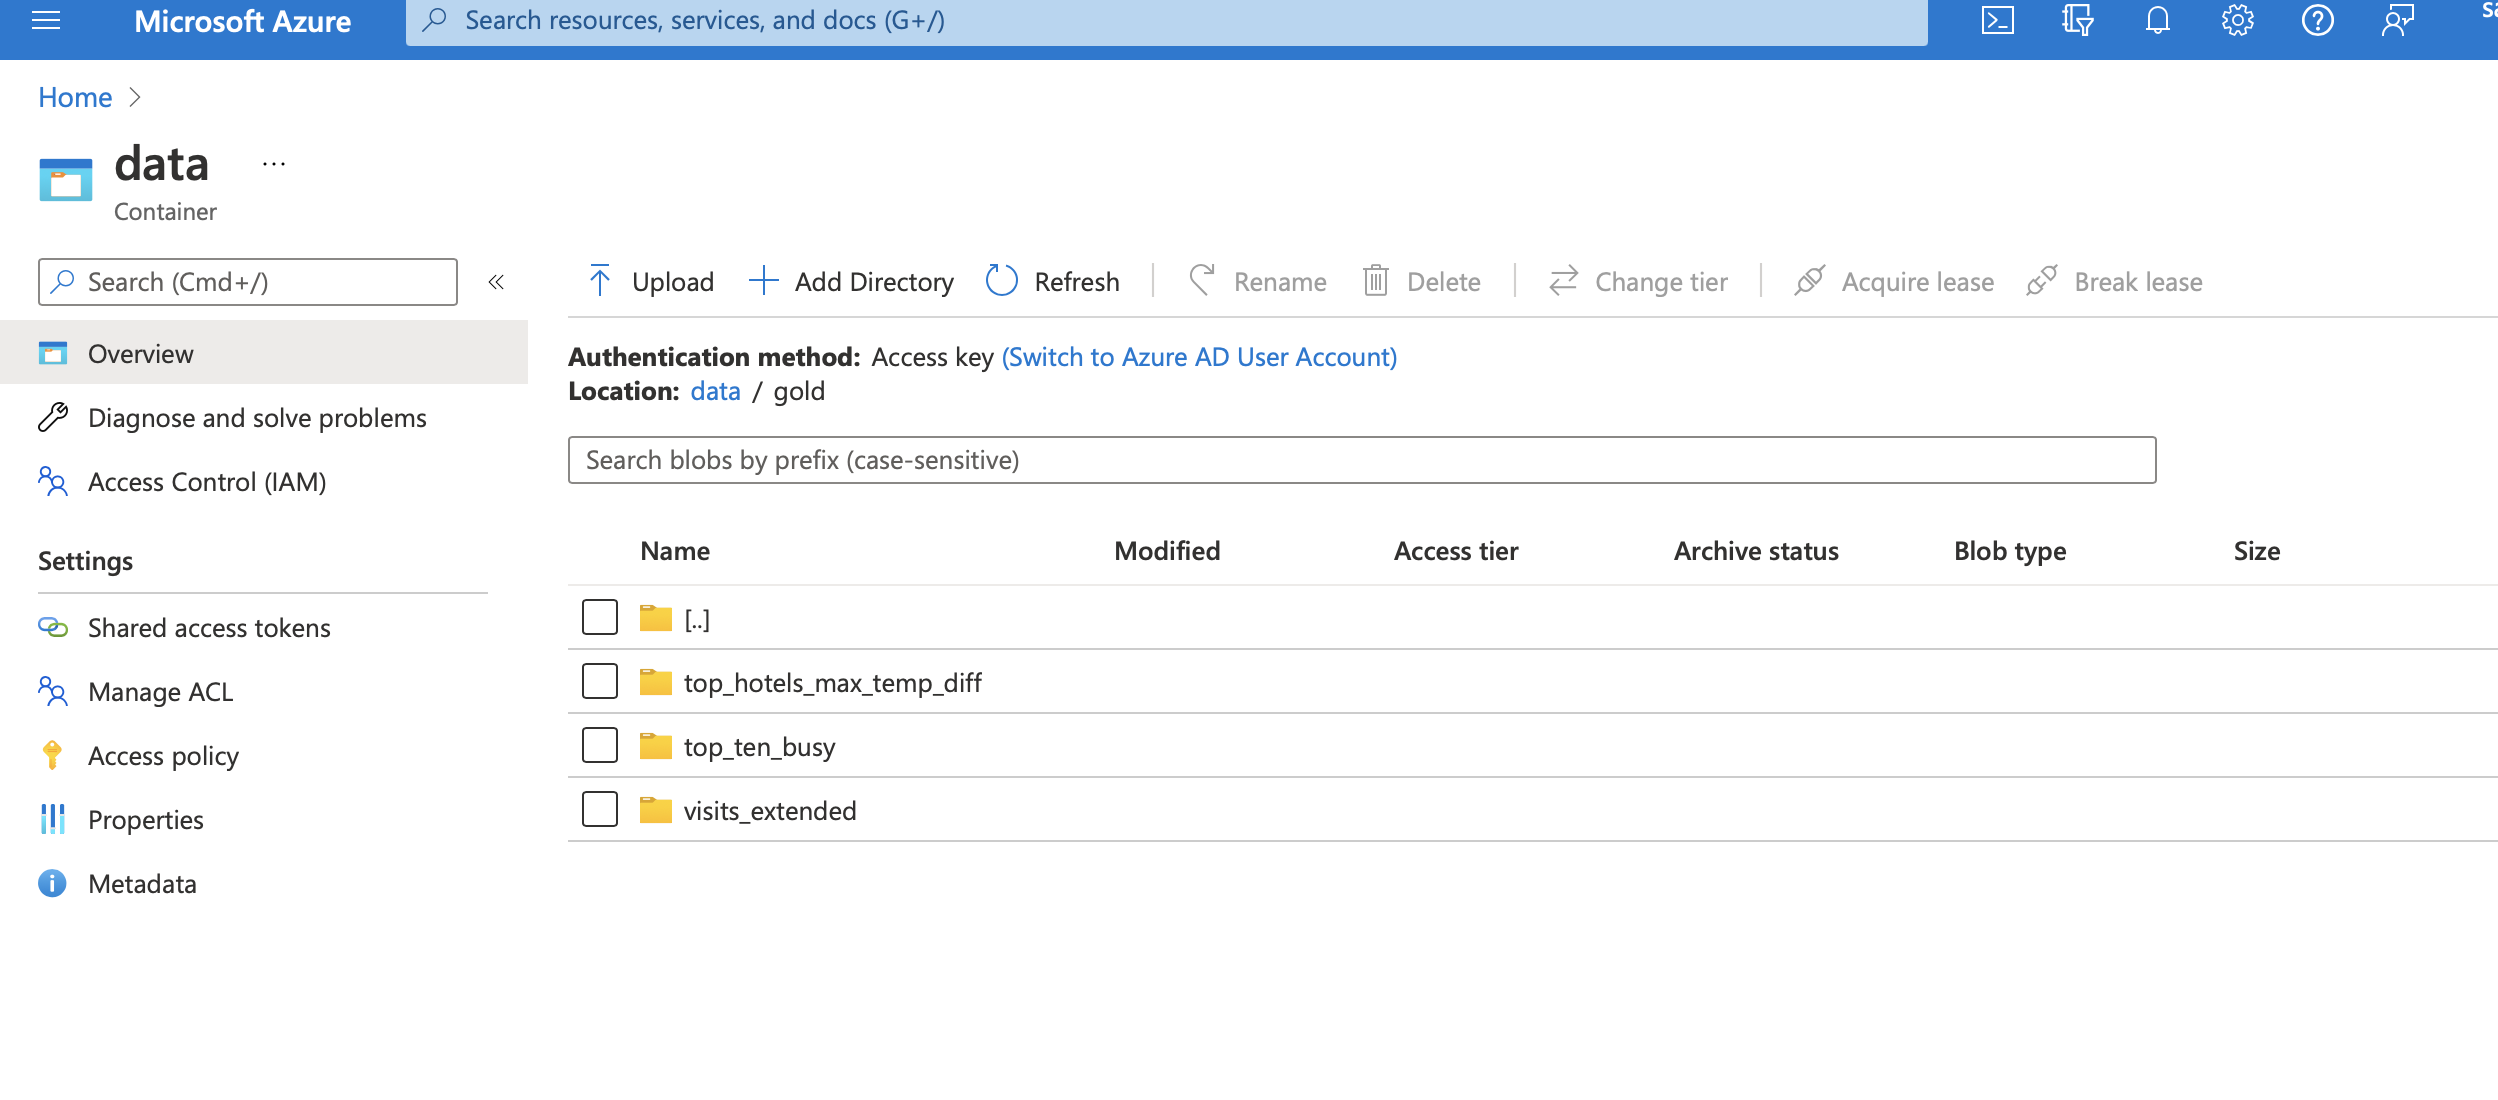 Microsoft Azure
Search resources, services, and docs (G+/)
Home
data
...
Container
Search (Cmd+/)
Upload
Add Directory
Refresh
Rename
Delete
Change tier
Acquire lease
Break lease
Overview
Diagnose and solve problems
Access Control (IAM)
Settings
Shared access tokens
Manage ACL
Access policy
Properties
Metadata
Authentication method: Access key (Switch to Azure AD User Account)
Location: data / gold
Search blobs by prefix (case-sensitive)
Name Modified Access tier Archive status Blob type Size
[..]
top_hotels_max_temp_diff
top_ten_busy
visits_extended